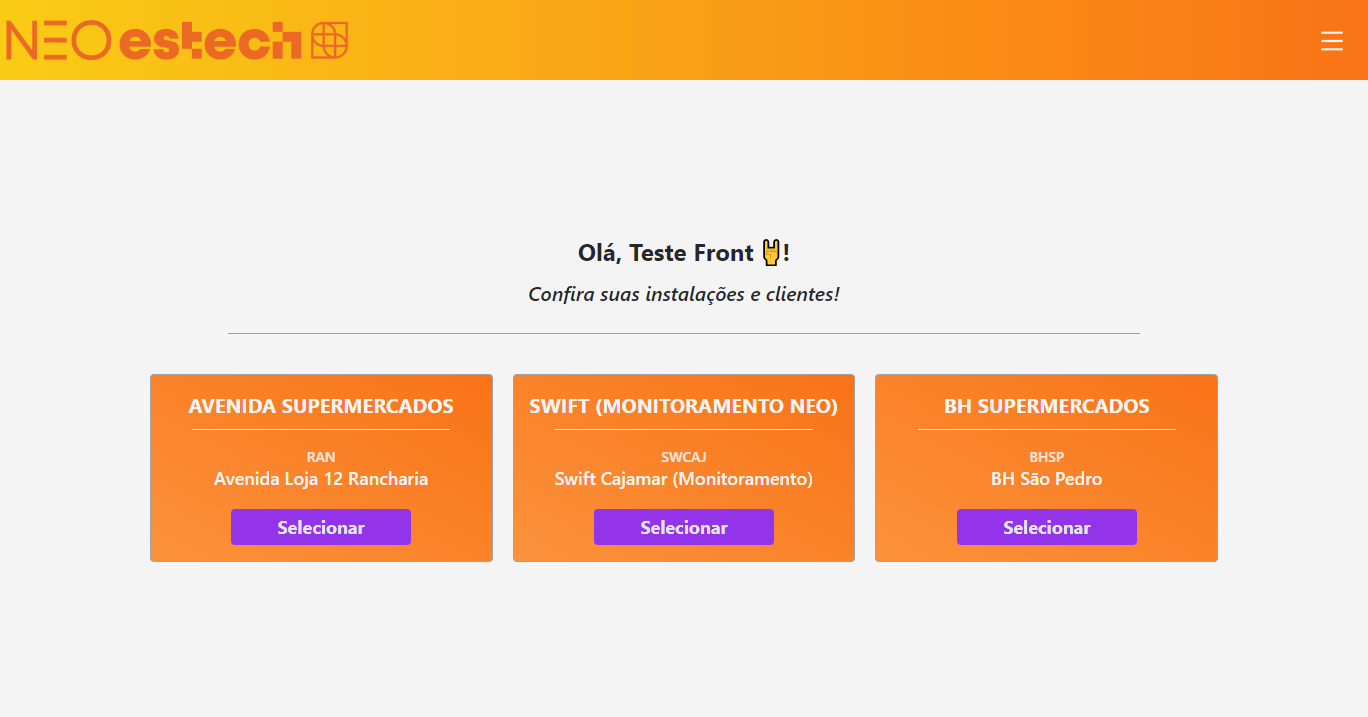 NEO estech
Olá, Teste Front 🤘!
Confira suas instalações e clientes!
AVENIDA SUPERMERCADOS
RAN
Avenida Loja 12 Rancharia
Selecionar
SWIFT (MONITORAMENTO NEO)
SWCAJ
Swift Cajamar (Monitoramento)
Selecionar
BH SUPERMERCADOS
BHSP
BH São Pedro
Selecionar